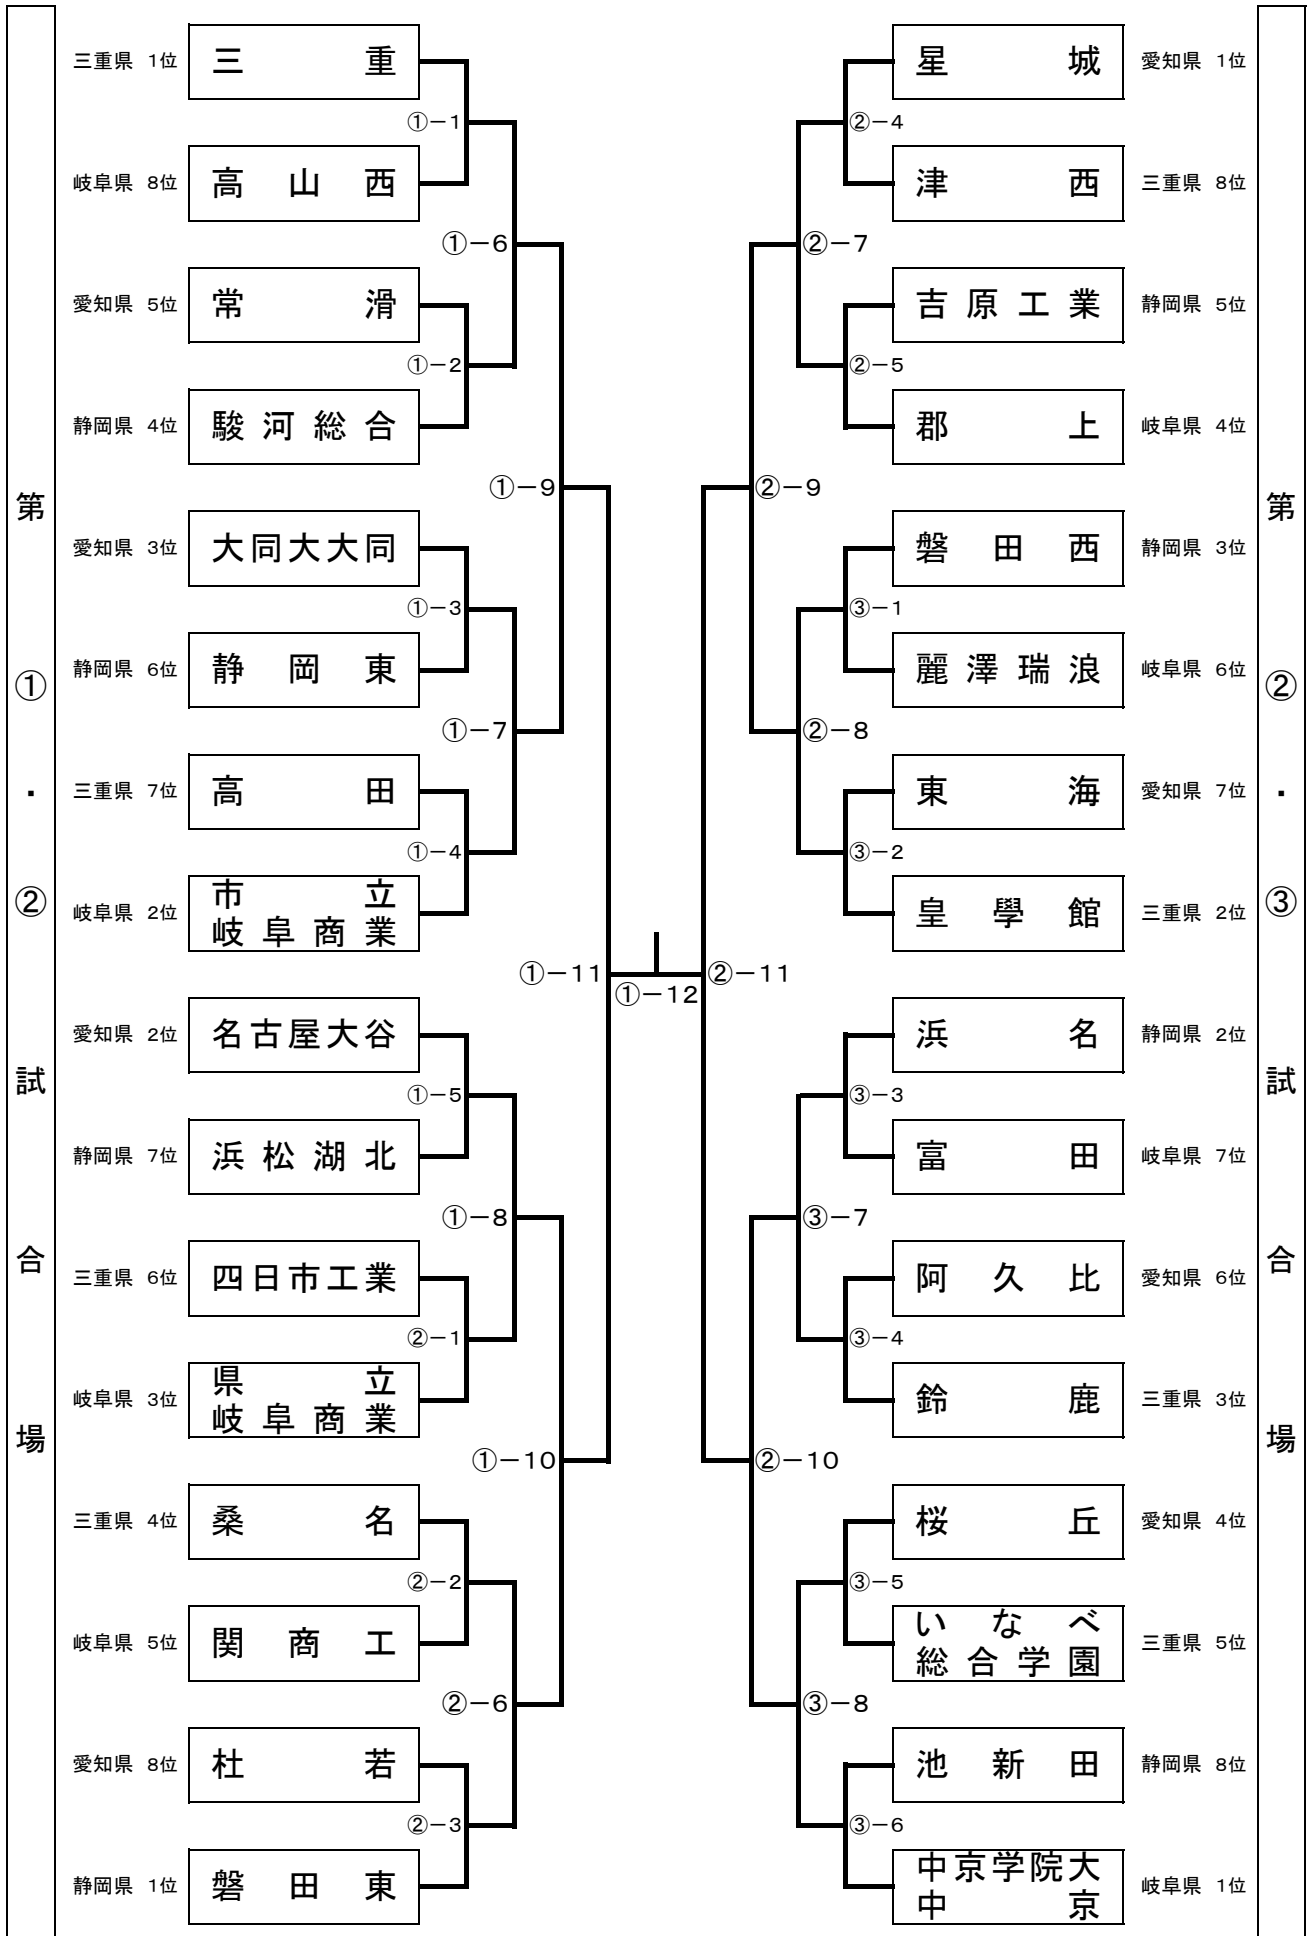 第①・②試合場
三重県 1位 三重
①－1
岐阜県 8位 高山西
①－6
愛知県 5位 常滑
①－2
静岡県 4位 駿河総合
①－9
愛知県 3位 大同大大同
①－3
静岡県 6位 静岡東
①－7
三重県 7位 高田
①－4
岐阜県 2位 市立
岐阜商業
①－11
愛知県 2位 名古屋大谷
①－5
静岡県 7位 浜松湖北
①－8
三重県 6位 四日市工業
②－1
岐阜県 3位 県立
岐阜商業
①－10
三重県 4位 桑名
②－2
岐阜県 5位 関商工
②－6
愛知県 8位 杜若
②－3
静岡県 1位 磐田東
①－12
星城 愛知県 1位
②－4
津西 三重県 8位
②－7
吉原工業 静岡県 5位
②－5
郡上 岐阜県 4位
②－9
磐田西 静岡県 3位
③－1
麗澤瑞浪 岐阜県 6位
②－8
東海 愛知県 7位
③－2
皇學館 三重県 2位
②－11
浜名 静岡県 2位
③－3
富田 岐阜県 7位
③－7
阿久比 愛知県 6位
③－4
鈴鹿 三重県 3位
②－10
桜丘 愛知県 4位
③－5
いなべ
総合学園 三重県 5位
③－8
池新田 静岡県 8位
③－6
中京学院大
中京 岐阜県 1位
第②・③試合場